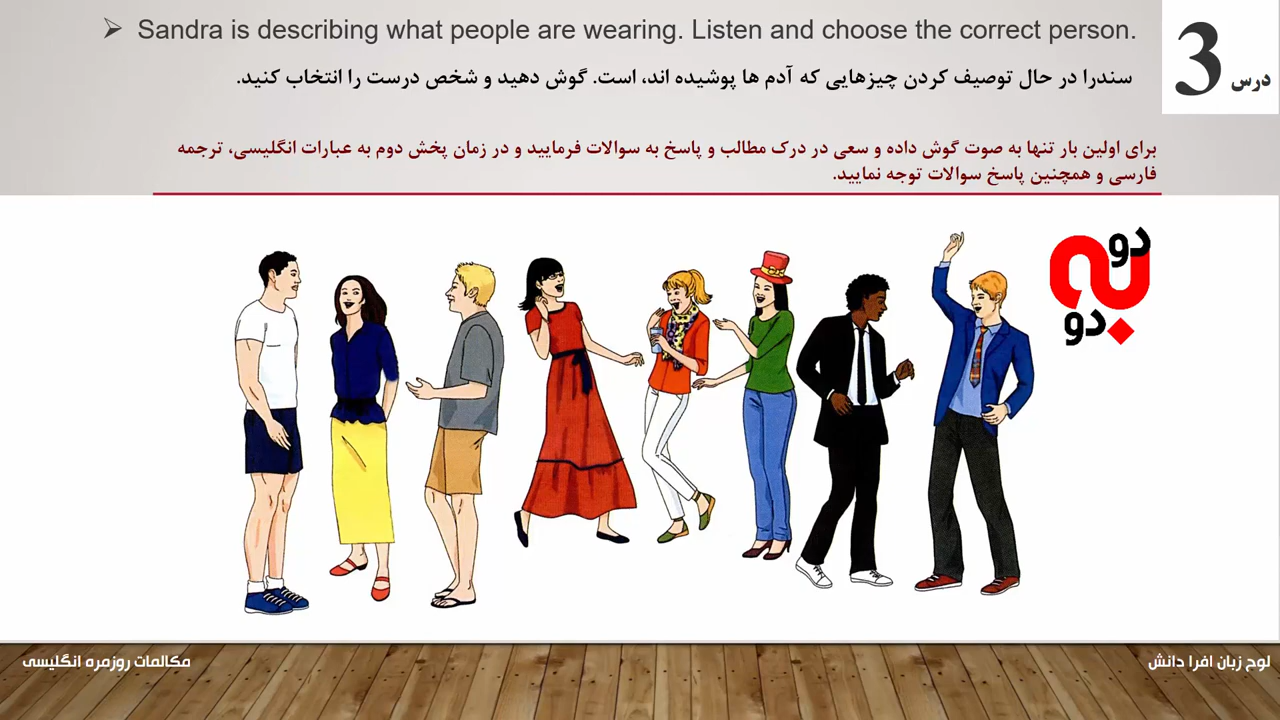 ➢ Sandra is describing what people are wearing. Listen and choose the correct person.
سندرا در حال توصیف کردن چیزهایی که آدم ها پوشیده اند، است. گوش دهید و شخص درست را انتخاب کنید.
درس 3
برای اولین بار تنها به صوت گوش داده و سعی در درک مطالب و پاسخ به سوالات فرمایید و در زمان پخش دوم به عبارات انگلیسی، ترجمه
فارسی و همچنین پاسخ سوالات توجه نمایید.
دو
به
دو
مکالمات روزمره انگلیسی
لوح زبان افرا دانش